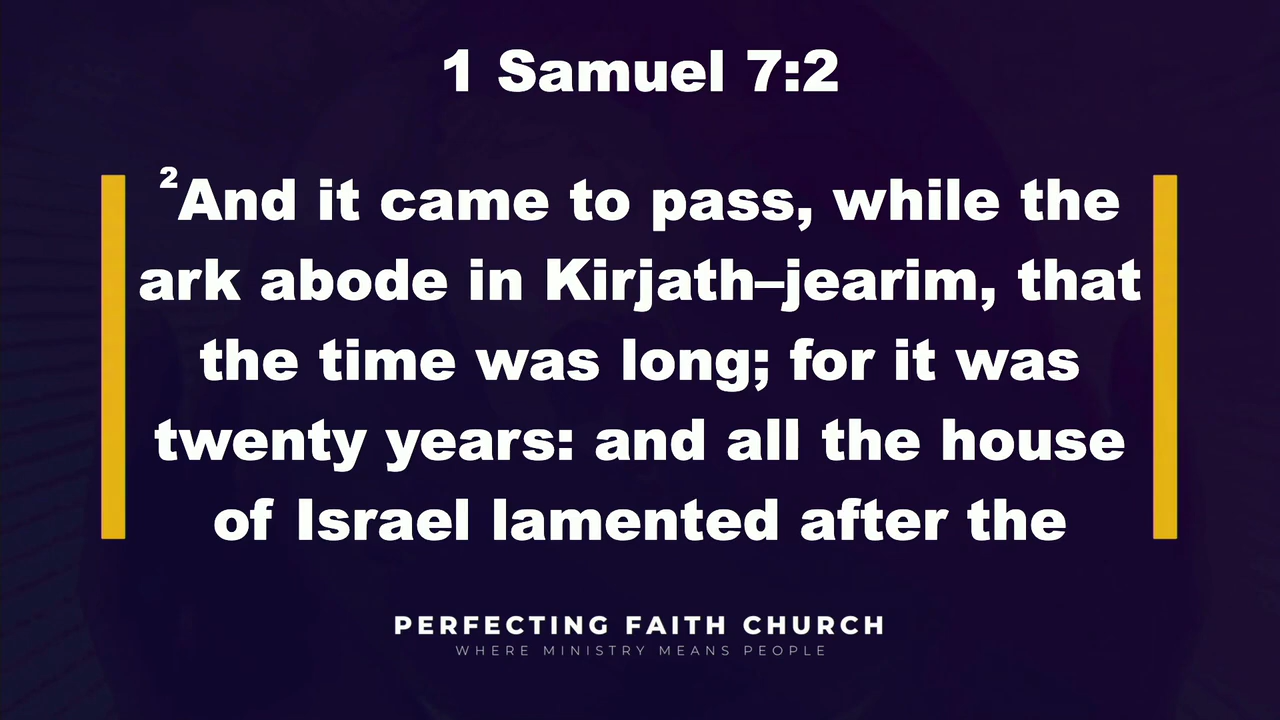 1 Samuel 7:2
²And it came to pass, while the
ark abode in Kirjath–jearim, that
the time was long; for it was
twenty years: and all the house
of Israel lamented after the
PERFECTING FAITH CHURCH
WHERE MINISTRY MEANS PEOPLE